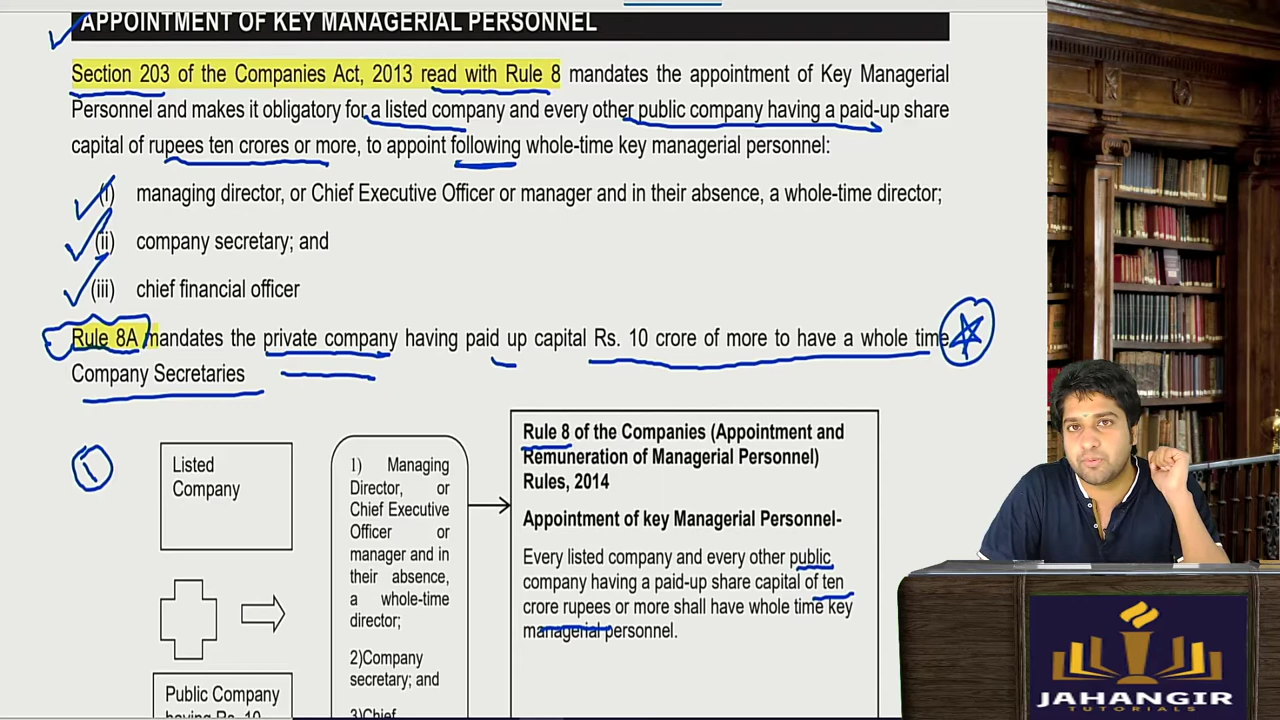 APPOINTMENT OF KEY MANAGERIAL PERSONNEL
Section 203 of the Companies Act, 2013 read with Rule 8 mandates the appointment of Key Managerial
Personnel and makes it obligatory for a listed company and every other public company having a paid-up share
capital of rupees ten crores or more, to appoint following whole-time key managerial personnel:
(i) managing director, or Chief Executive Officer or manager and in their absence, a whole-time director;
(ii) company secretary; and
(iii) chief financial officer
Rule 8A mandates the private company having paid up capital Rs. 10 crore of more to have a whole time
Company Secretaries
1
Listed
Company
Public Company
having Rs. 10
1) Managing
Director, or
Chief Executive
Officer or
manager and in
their absence,
a whole-time
director;
2)Company
secretary; and
3)Chief
Rule 8 of the Companies (Appointment and
Remuneration of Managerial Personnel)
Rules, 2014
Appointment of key Managerial Personnel-
Every listed company and every other public
company having a paid-up share capital of ten
crore rupees or more shall have whole time key
managerial personnel.
JAHANGIR
TUTORIALS